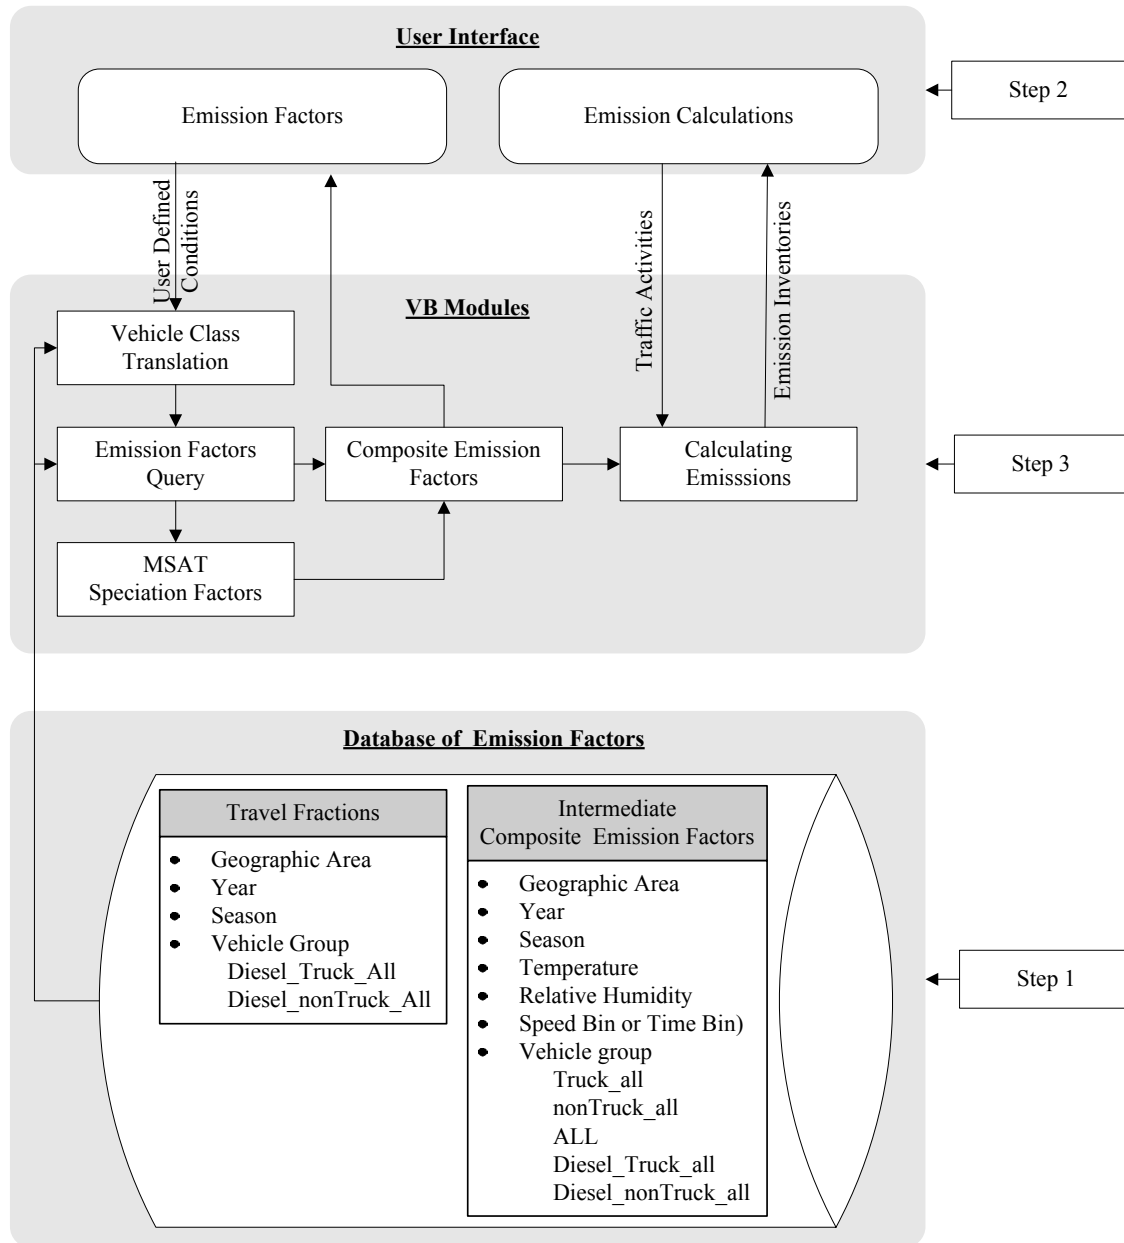 User Interface
Emission Factors
Emission Calculations
Step 2
User Defined
Conditions
Traffic Activities
Emission Inventories
VB Modules
Vehicle Class
Translation
Emission Factors
Query
Composite Emission
Factors
Calculating
Emisssions
Step 3
MSAT
Speciation Factors
Database of Emission Factors
Travel Fractions
• Geographic Area
• Year
• Season
• Vehicle Group
Diesel_Truck_All
Diesel_nonTruck_All
Intermediate
Composite Emission Factors
• Geographic Area
• Year
• Season
• Temperature
• Relative Humidity
• Speed Bin or Time Bin)
• Vehicle group
Truck_all
nonTruck_all
ALL
Diesel_Truck_all
Diesel_nonTruck_all
Step 1